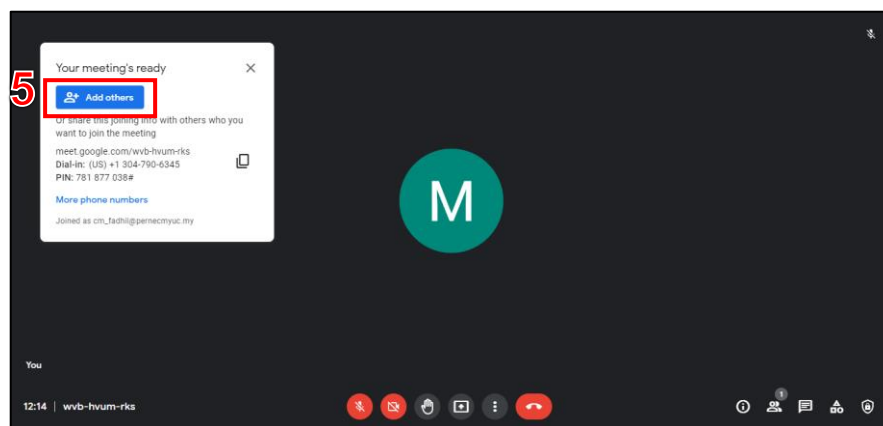 Your meeting's ready
5
Add others
Or share this joining info with others who you
want to join the meeting
meet.google.com/wvb-hvum-rks
Dial-in: (US) +1 304-790-6345
PIN: 781 877 038#
More phone numbers
Joined as cm_fadhil@pernecmyuc.my
M
You
12:14 | wvb-hvum-rks
1